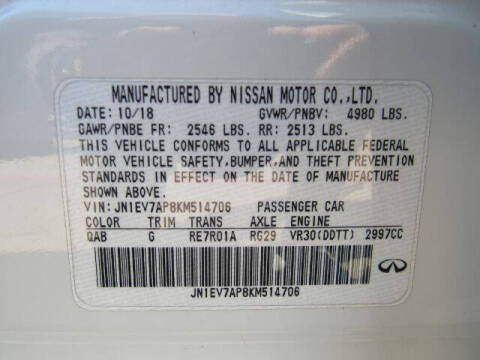 MANUFACTURED BY NISSAN MOTOR CO.,LTD.
DATE: 10/18 GVWR/PNBV: 4980 LBS.
GAWR/PNBE FR: 2546 LBS. RR: 2513 LBS.
THIS VEHICLE CONFORMS TO ALL APPLICABLE FEDERAL
MOTOR VEHICLE SAFETY,BUMPER,AND THEFT PREVENTION
STANDARDS IN EFFECT ON THE DATE OF MANUFACTURE
SHOWN ABOVE.
VIN: JN1EV7AP8KM514706 PASSENGER CAR
COLOR TRIM TRANS AXLE ENGINE
QAB G RE7R01A RG29 VR30(DDTT) 2997CC
JN1EV7AP8KM514706